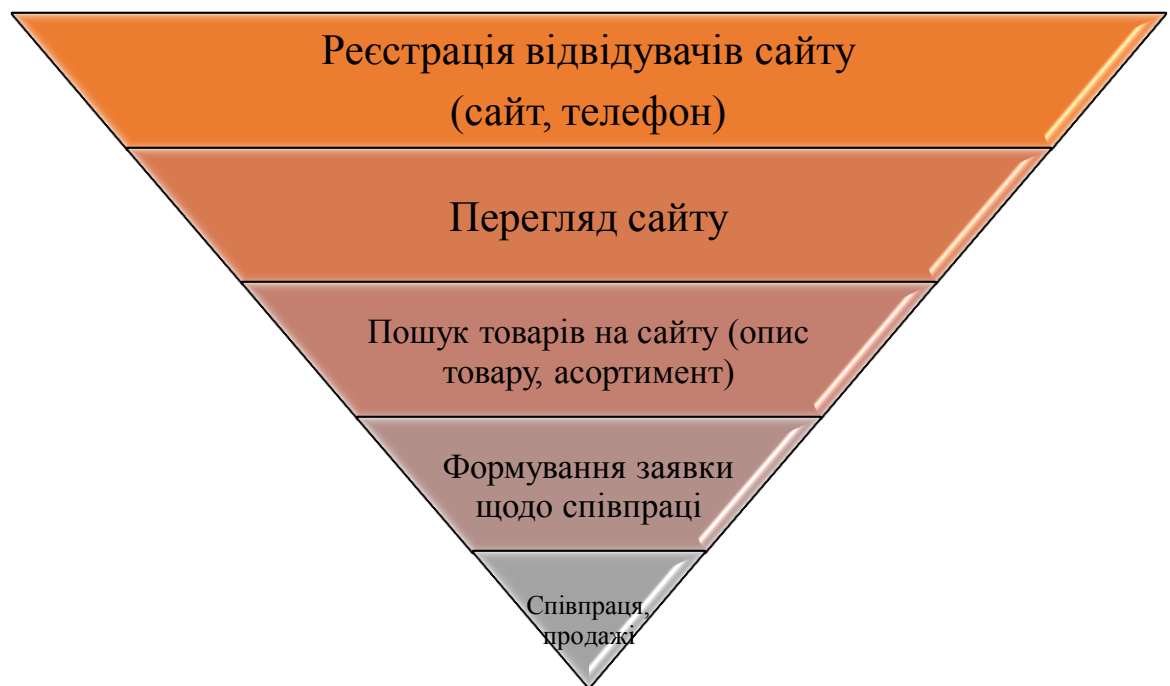 Реєстрація відвідувачів сайту
(сайт, телефон)
Перегляд сайту
Пошук товарів на сайту (опис
товару, асортимент)
Формування заявки
щодо співпраці
Співпраця,
продажі